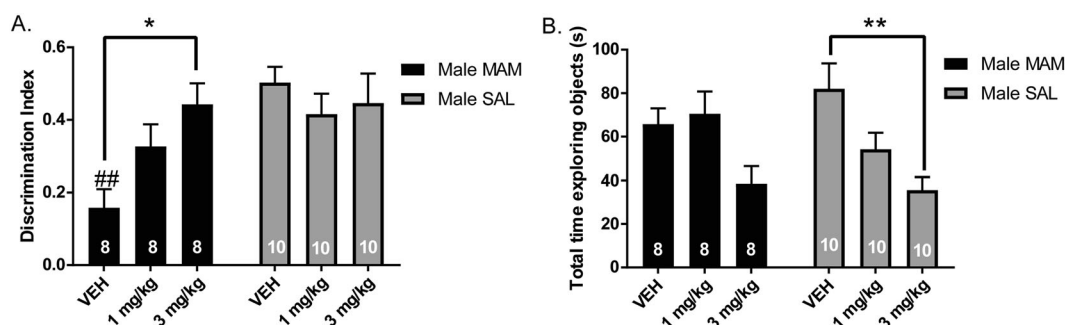 A.
*
Discrimination Index
0.6
0.4
0.2
0.0
##
8
8
8
10
10
10
VEH
1 mg/kg
3 mg/kg
VEH
1 mg/kg
3 mg/kg
Male MAM
Male SAL
B.
**
Total time exploring objects (s)
100
80
60
40
20
0
8
8
8
10
10
10
VEH
1 mg/kg
3 mg/kg
VEH
1 mg/kg
3 mg/kg
Male MAM
Male SAL